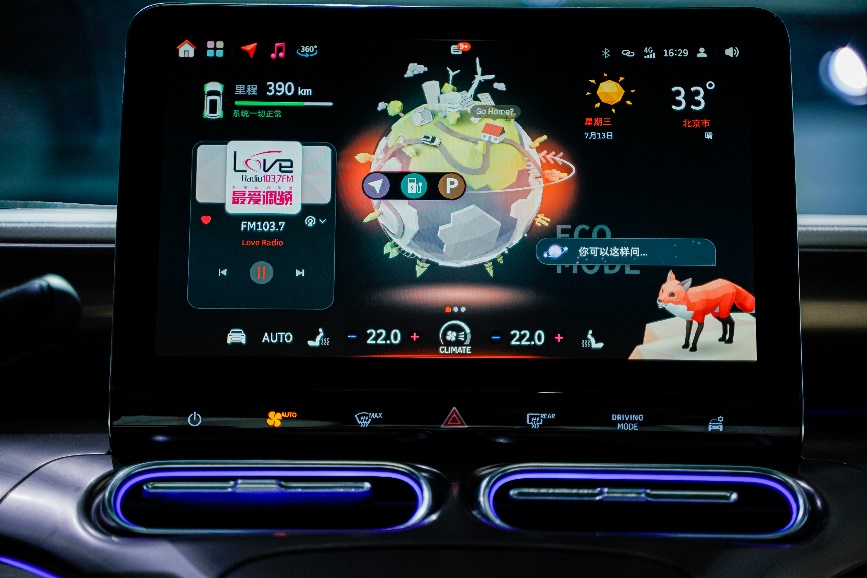 360°
9+
4G
16:29
里程 390 km
系统一切正常
Go Home?
星期三
7月13日
33°
北京市
晴
Love
Radio103.7FM
最爱调频
FM103.7
Love Radio
P
ECO
MODE
你可以这样问...
AUTO
− 22.0 +
CLIMATE
− 22.0 +
AUTO
MAX
REAR
DRIVING
MODE